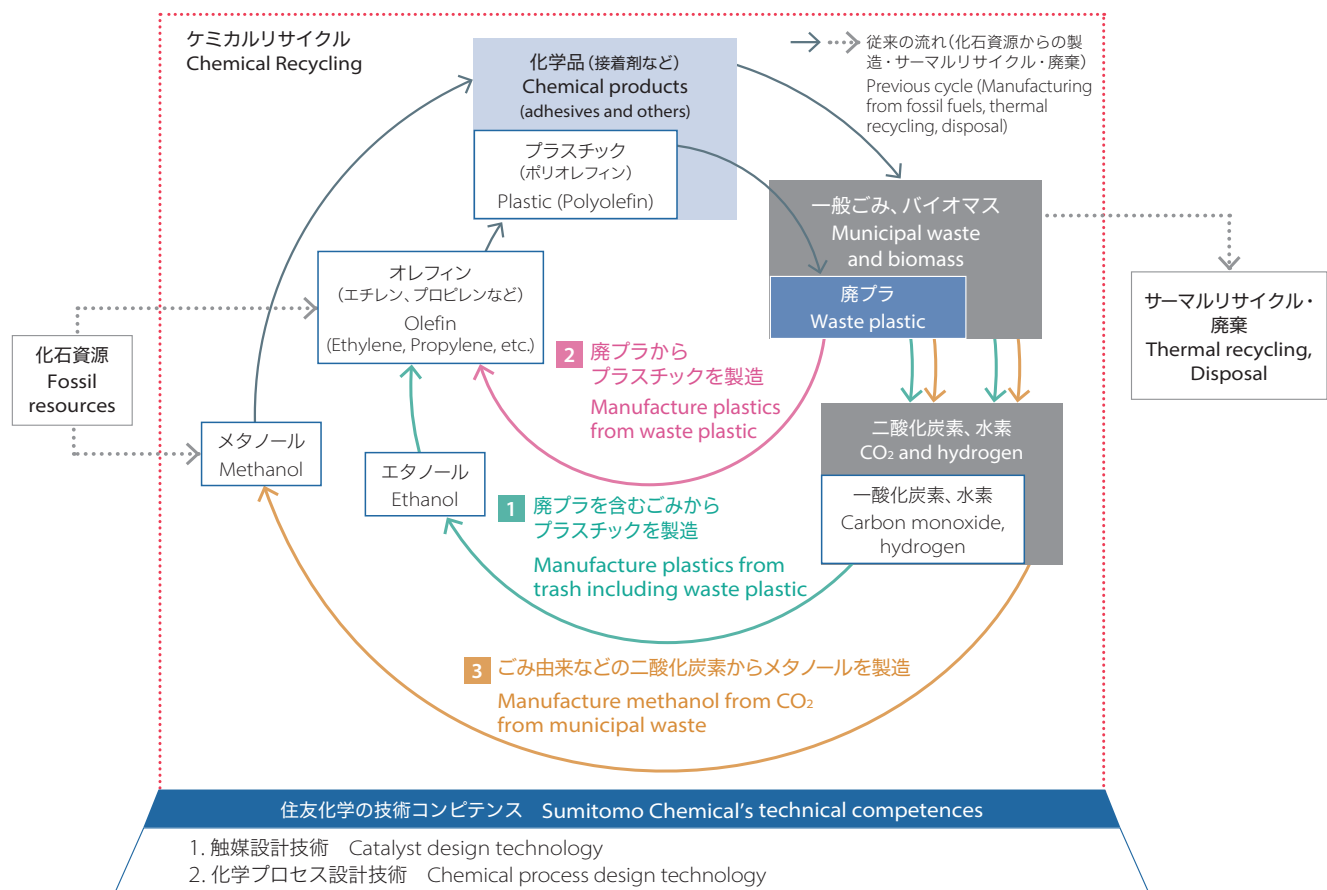 ケミカルリサイクル
Chemical Recycling
化学品（接着剤など）
Chemical products
(adhesives and others)
プラスチック
（ポリオレフィン）
Plastic (Polyolefin)
従来の流れ（化石資源からの製
造・サーマルリサイクル・廃棄）
Previous cycle (Manufacturing
from fossil fuels, thermal
recycling, disposal)
一般ごみ、バイオマス
Municipal waste
and biomass
廃プラ
Waste plastic
オレフィン
（エチレン、プロピレンなど）
Olefin
(Ethylene, Propylene, etc.)
サーマルリサイクル・
廃棄
Thermal recycling,
Disposal
化石資源
Fossil
resources
2 廃プラから
プラスチックを製造
Manufacture plastics
from waste plastic
メタノール
Methanol
エタノール
Ethanol
二酸化炭素、水素
CO₂ and hydrogen
一酸化炭素、水素
Carbon monoxide,
hydrogen
1 廃プラを含むごみから
プラスチックを製造
Manufacture plastics from
trash including waste plastic
3 ごみ由来などの二酸化炭素からメタノールを製造
Manufacture methanol from CO₂
from municipal waste
住友化学の技術コンピテンス Sumitomo Chemical's technical competences
1. 触媒設計技術 Catalyst design technology
2. 化学プロセス設計技術 Chemical process design technology